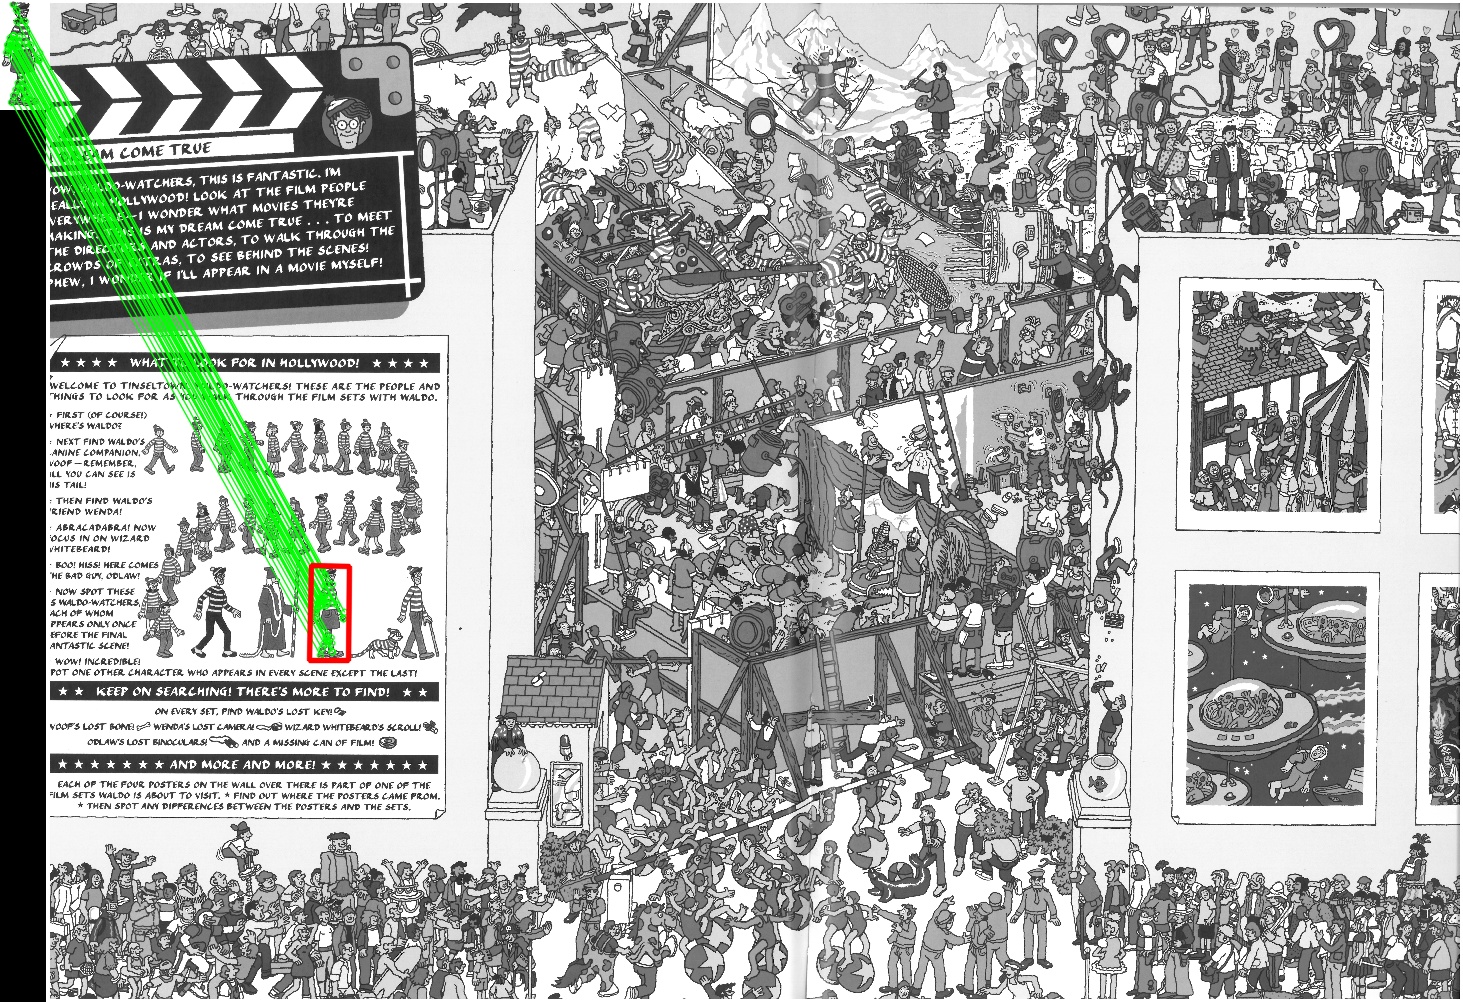 COME TRUE
WATCHERS, THIS IS FANTASTIC. I'M
HOLLYWOOD! LOOK AT THE FILM PEOPLE
I WONDER WHAT MOVIES THEY'RE
IS MY DREAM COME TRUE . . . TO MEET
THE AND ACTORS, TO WALK THROUGH THE
CROWDS OF TO SEE BEHIND THE SCENES!
PHEW, I IF I'LL APPEAR IN A MOVIE MYSELF!
WHAT LOOK FOR IN HOLLYWOOD!
WELCOME TO TINSELTOWN WATCHERS! THESE ARE THE PEOPLE AND
THINGS TO LOOK FOR AS THROUGH THE FILM SETS WITH WALDO.
FIRST (OF COURSE!)
WHERE'S WALDO?
NEXT FIND WALDO'S
CANINE COMPANION,
WOOF — REMEMBER,
ALL YOU CAN SEE IS
HIS TAIL!
THEN FIND WALDO'S
FRIEND WENDA!
ABRACADABRA! NOW
FOCUS IN ON WIZARD
WHITEBEARD!
BOO! HISS! HERE COMES
THE BAD GUY, ODLAW!
NOW SPOT THESE
WALDO-WATCHERS,
EACH OF WHOM
APPEARS ONLY ONCE
BEFORE THE FINAL
FANTASTIC SCENE!
WOW! INCREDIBLE!
SPOT ONE OTHER CHARACTER WHO APPEARS IN EVERY SCENE EXCEPT THE LAST!
KEEP ON SEARCHING! THERE'S MORE TO FIND!
ON EVERY SET, FIND WALDO'S LOST KEY!
WOOF'S LOST BONE! WENDA'S LOST CAMERA! WIZARD WHITEBEARD'S SCROLL!
ODLAW'S LOST BINOCULARS! AND A MISSING CAN OF FILM!
AND MORE AND MORE!
EACH OF THE FOUR POSTERS ON THE WALL OVER THERE IS PART OF ONE OF THE
FILM SETS WALDO IS ABOUT TO VISIT. * FIND OUT WHERE THE POSTERS CAME FROM.
* THEN SPOT ANY DIFFERENCES BETWEEN THE POSTERS AND THE SETS.